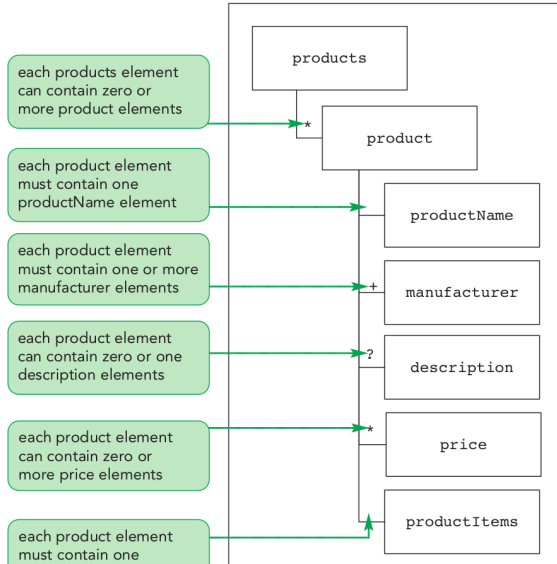 products
each products element
can contain zero or
more product elements
*
product
each product element
must contain one
productName element
productName
each product element
must contain one or more
manufacturer elements
+
manufacturer
each product element
can contain zero or one
description elements
?
description
each product element
can contain zero or
more price elements
*
price
each product element
must contain one
productItems